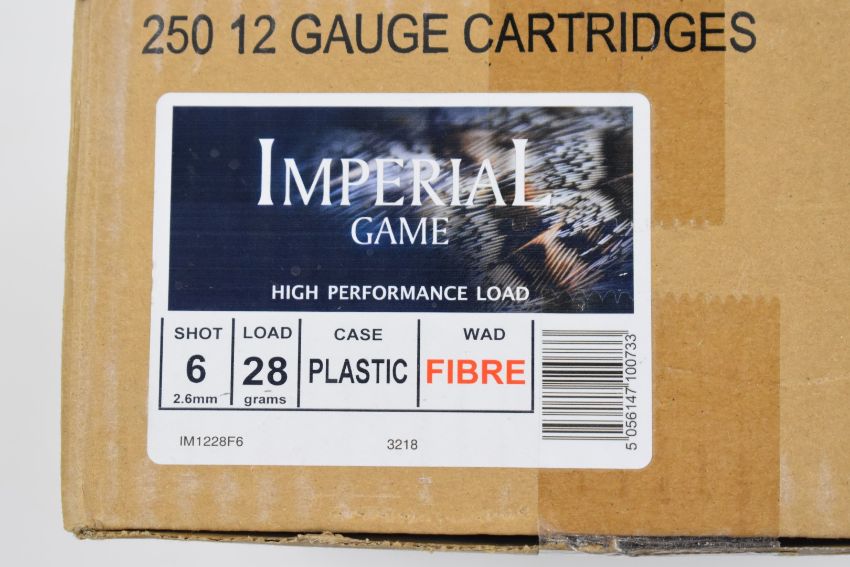 250 12 GAUGE CARTRIDGES
IMPERIAL
GAME
HIGH PERFORMANCE LOAD
SHOT LOAD CASE WAD
6 28 PLASTIC FIBRE
2.6mm grams
IM1228F6 3218
5 056147 100733